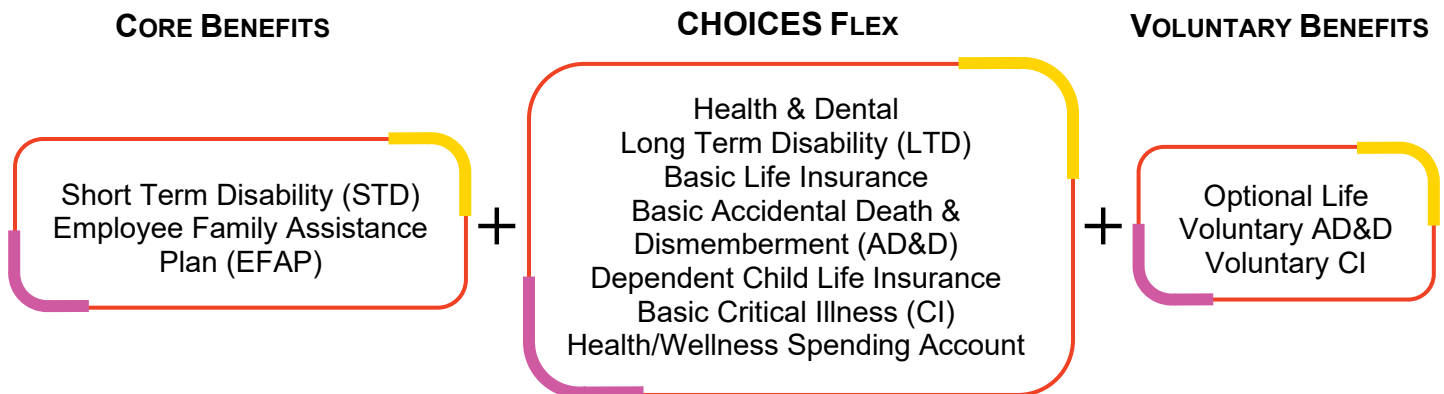 CORE BENEFITS
Short Term Disability (STD)
Employee Family Assistance
Plan (EFAP)
+
CHOICES FLEX
Health & Dental
Long Term Disability (LTD)
Basic Life Insurance
Basic Accidental Death &
Dismemberment (AD&D)
Dependent Child Life Insurance
Basic Critical Illness (CI)
Health/Wellness Spending Account
+
VOLUNTARY BENEFITS
Optional Life
Voluntary AD&D
Voluntary CI